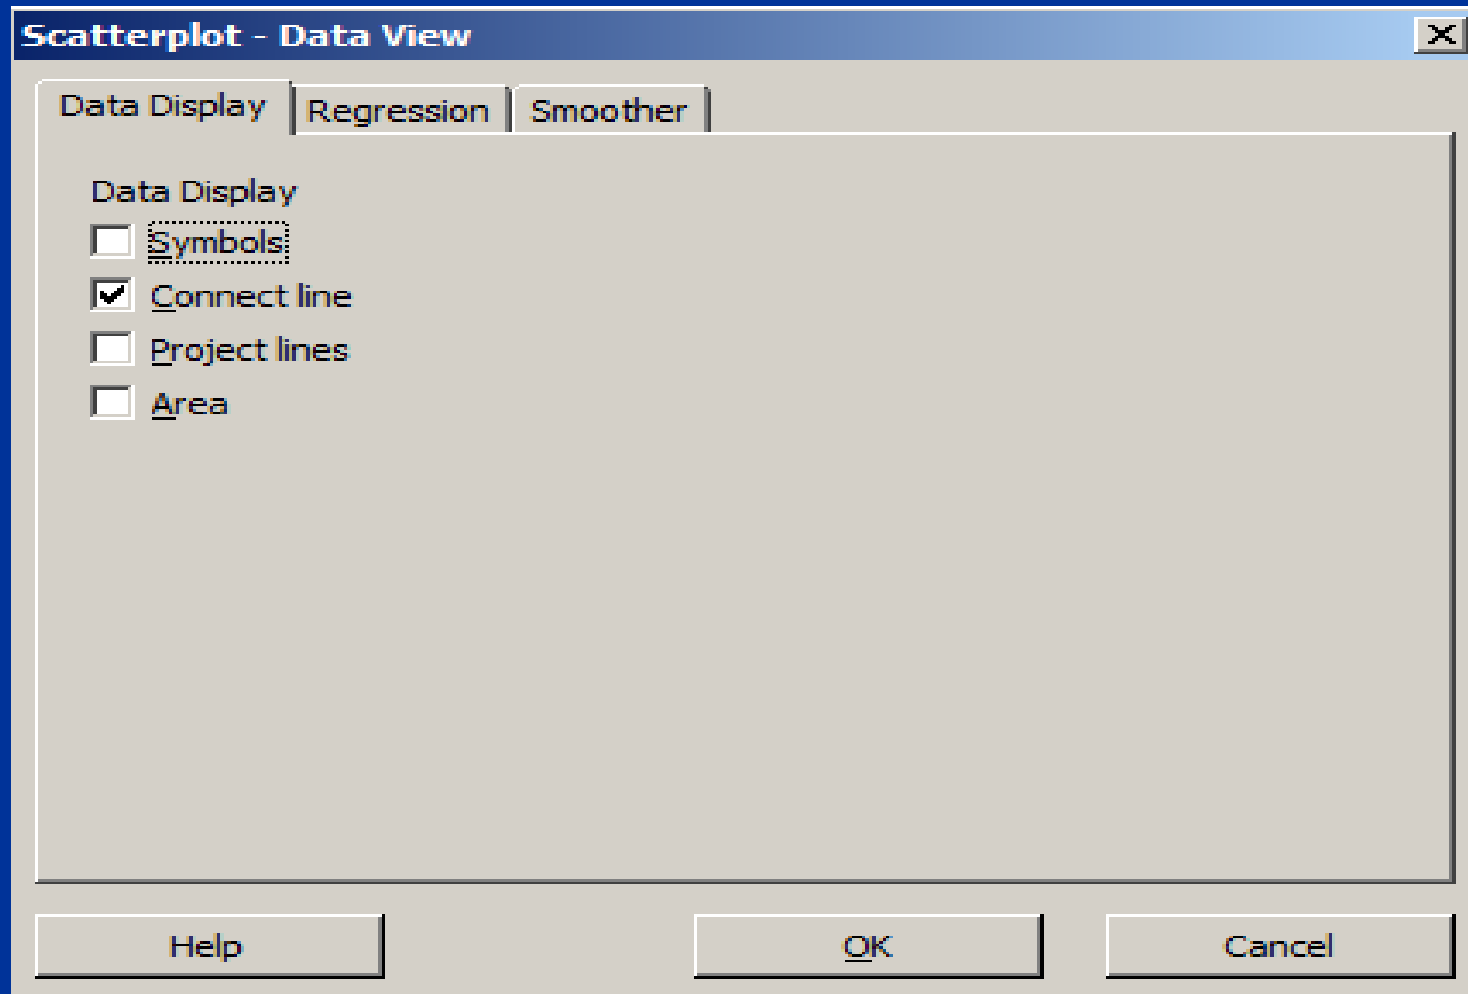 Scatterplot - Data View
Data Display
Regression
Smoother
Data Display
Symbols
Connect line
Project lines
Area
Help
OK
Cancel